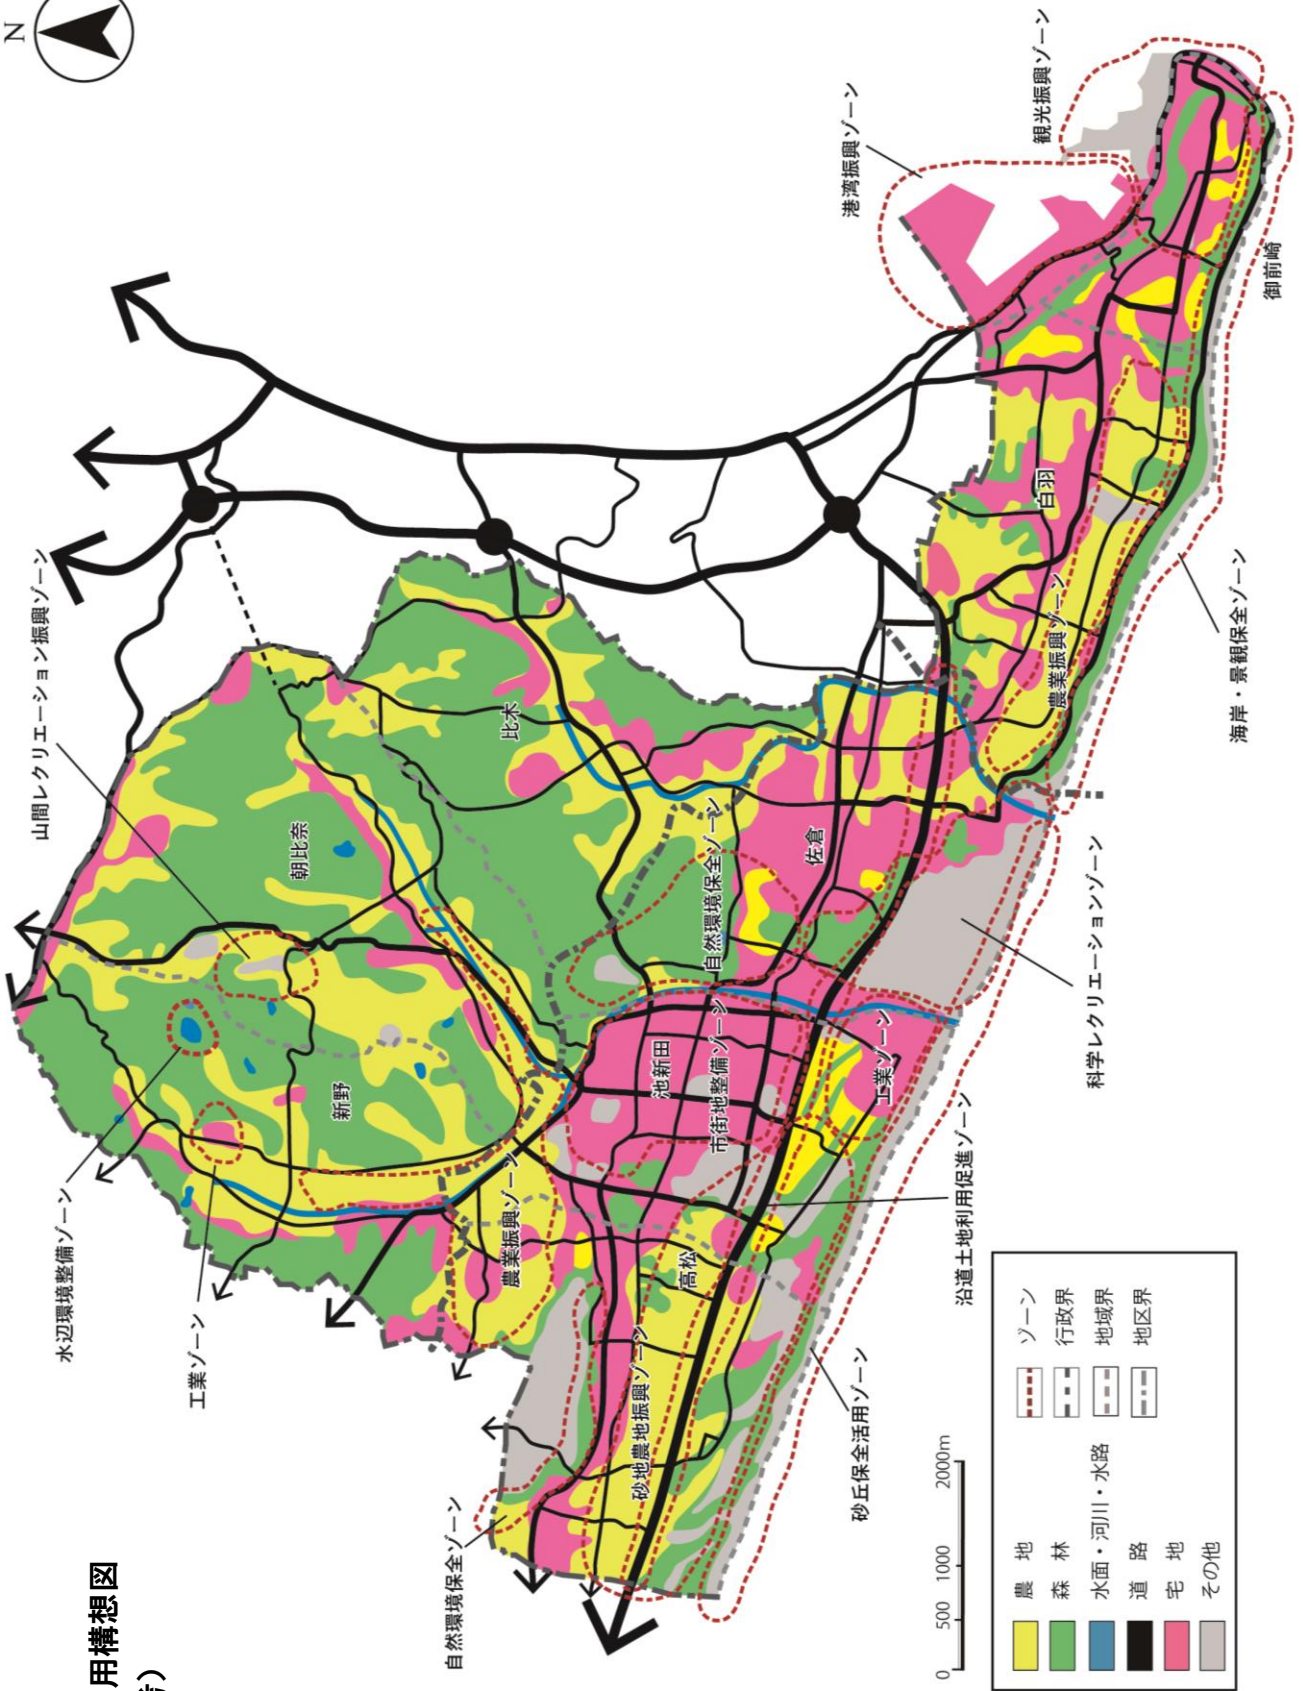 用構想図
N
山間レクリエーション振興ゾーン
水辺環境整備ゾーン
工業ゾーン
自然環境保全ゾーン
朝比奈
新野
比木
農業振興ゾーン
自然環境保全ゾーン
佐倉
池新田
市街地整備ゾーン
工業ゾーン
高松
砂地農地振興ゾーン
白羽
農業振興ゾーン
港湾振興ゾーン
観光振興ゾーン
御前崎
海岸・景観保全ゾーン
科学レクリエーションゾーン
沿道土地利用促進ゾーン
砂丘保全活用ゾーン
0 500 1000 2000m
農 地
森 林
水面・河川・水路
道 路
宅 地
その他
ゾーン
行政界
地域界
地区界